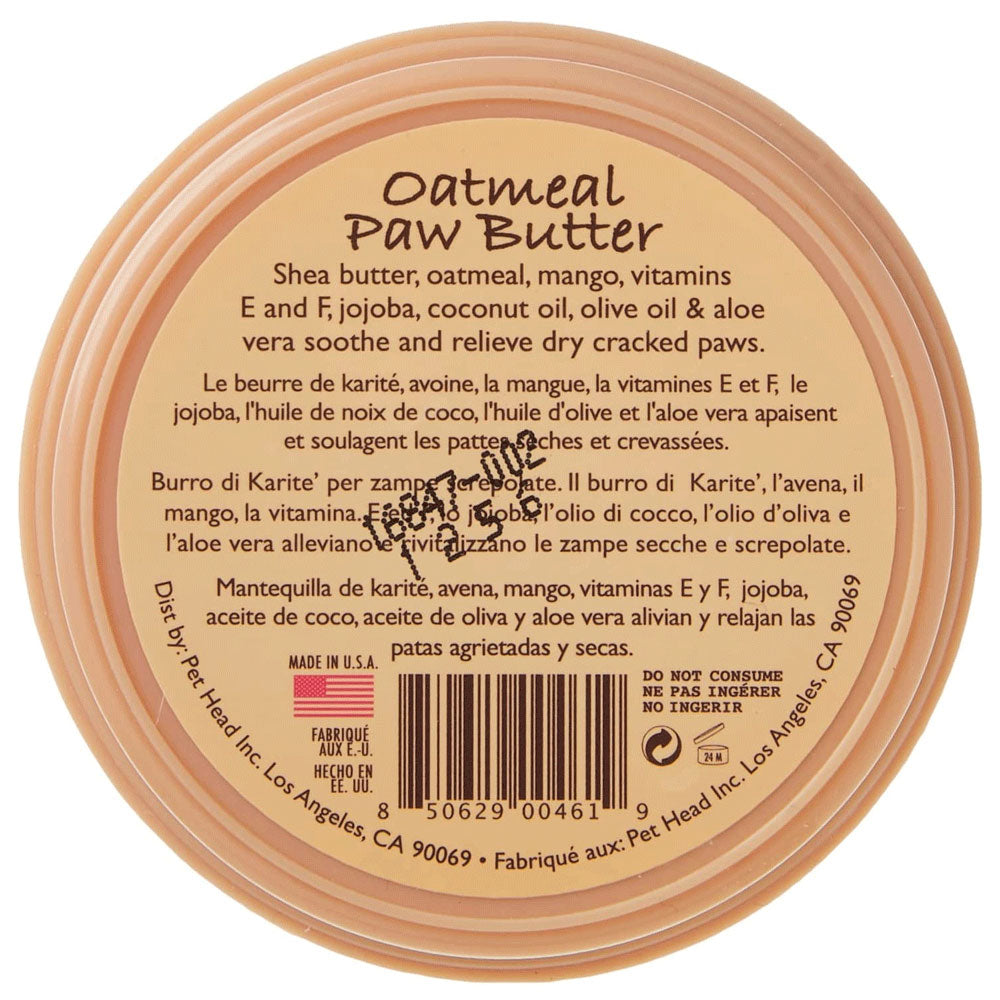 Oatmeal
Paw Butter
Shea butter, oatmeal, mango, vitamins
E and F, jojoba, coconut oil, olive oil & aloe
vera soothe and relieve dry cracked paws.
Le beurre de karité, avoine, la mangue, la vitamines E et F, le
jojoba, l'huile de noix de coco, l'huile d'olive et l'aloe vera apaisent
et soulagent les pattes sèches et crevassées.
Burro di Karite' per zampe screpolate. Il burro di Karite', l'avena, il
mango, la vitamina. E e F, lo jojoba, l'olio di cocco, l'olio d'oliva e
l'aloe vera alleviano e rivitalizzano le zampe secche e screpolate.
16847-002
Mantequilla de karité, avena, mango, vitaminas E y F, jojoba,
aceite de coco, aceite de oliva y aloe vera alivian y relajan las
patas agrietadas y secas.
MADE IN U.S.A.
FABRIQUÉ
AUX E.-U.
HECHO EN
EE. UU.
8 50629 00461 9
DO NOT CONSUME
NE PAS INGÉRER
NO INGERIR
24 M
Dist by: Pet Head Inc. Los Angeles, CA 90069 • Fabriqué aux: Pet Head Inc. Los Angeles, CA 90069